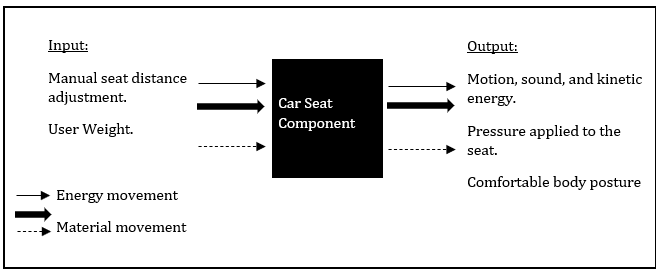 Input:
Manual seat distance
adjustment.
User Weight.
Car Seat
Component
Output:
Motion, sound, and kinetic
energy.
Pressure applied to the
seat.
Comfortable body posture
Energy movement
Material movement